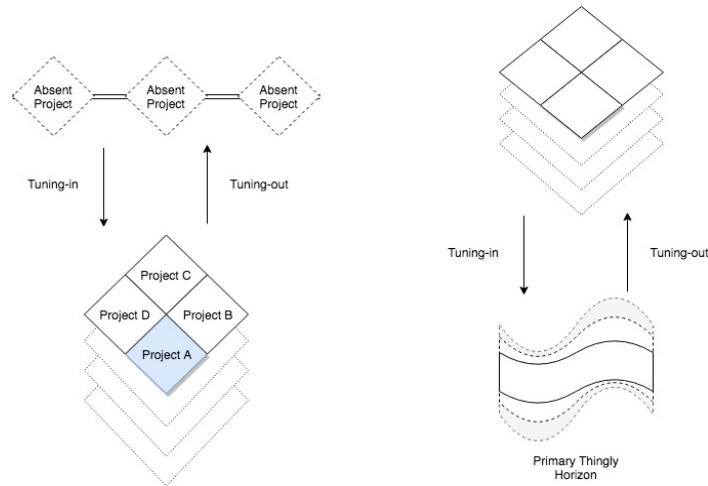 Absent
Project
Absent
Project
Absent
Project
Tuning-in
Tuning-out
Project C
Project D
Project B
Project A
Tuning-in
Tuning-out
Primary Thingly
Horizon